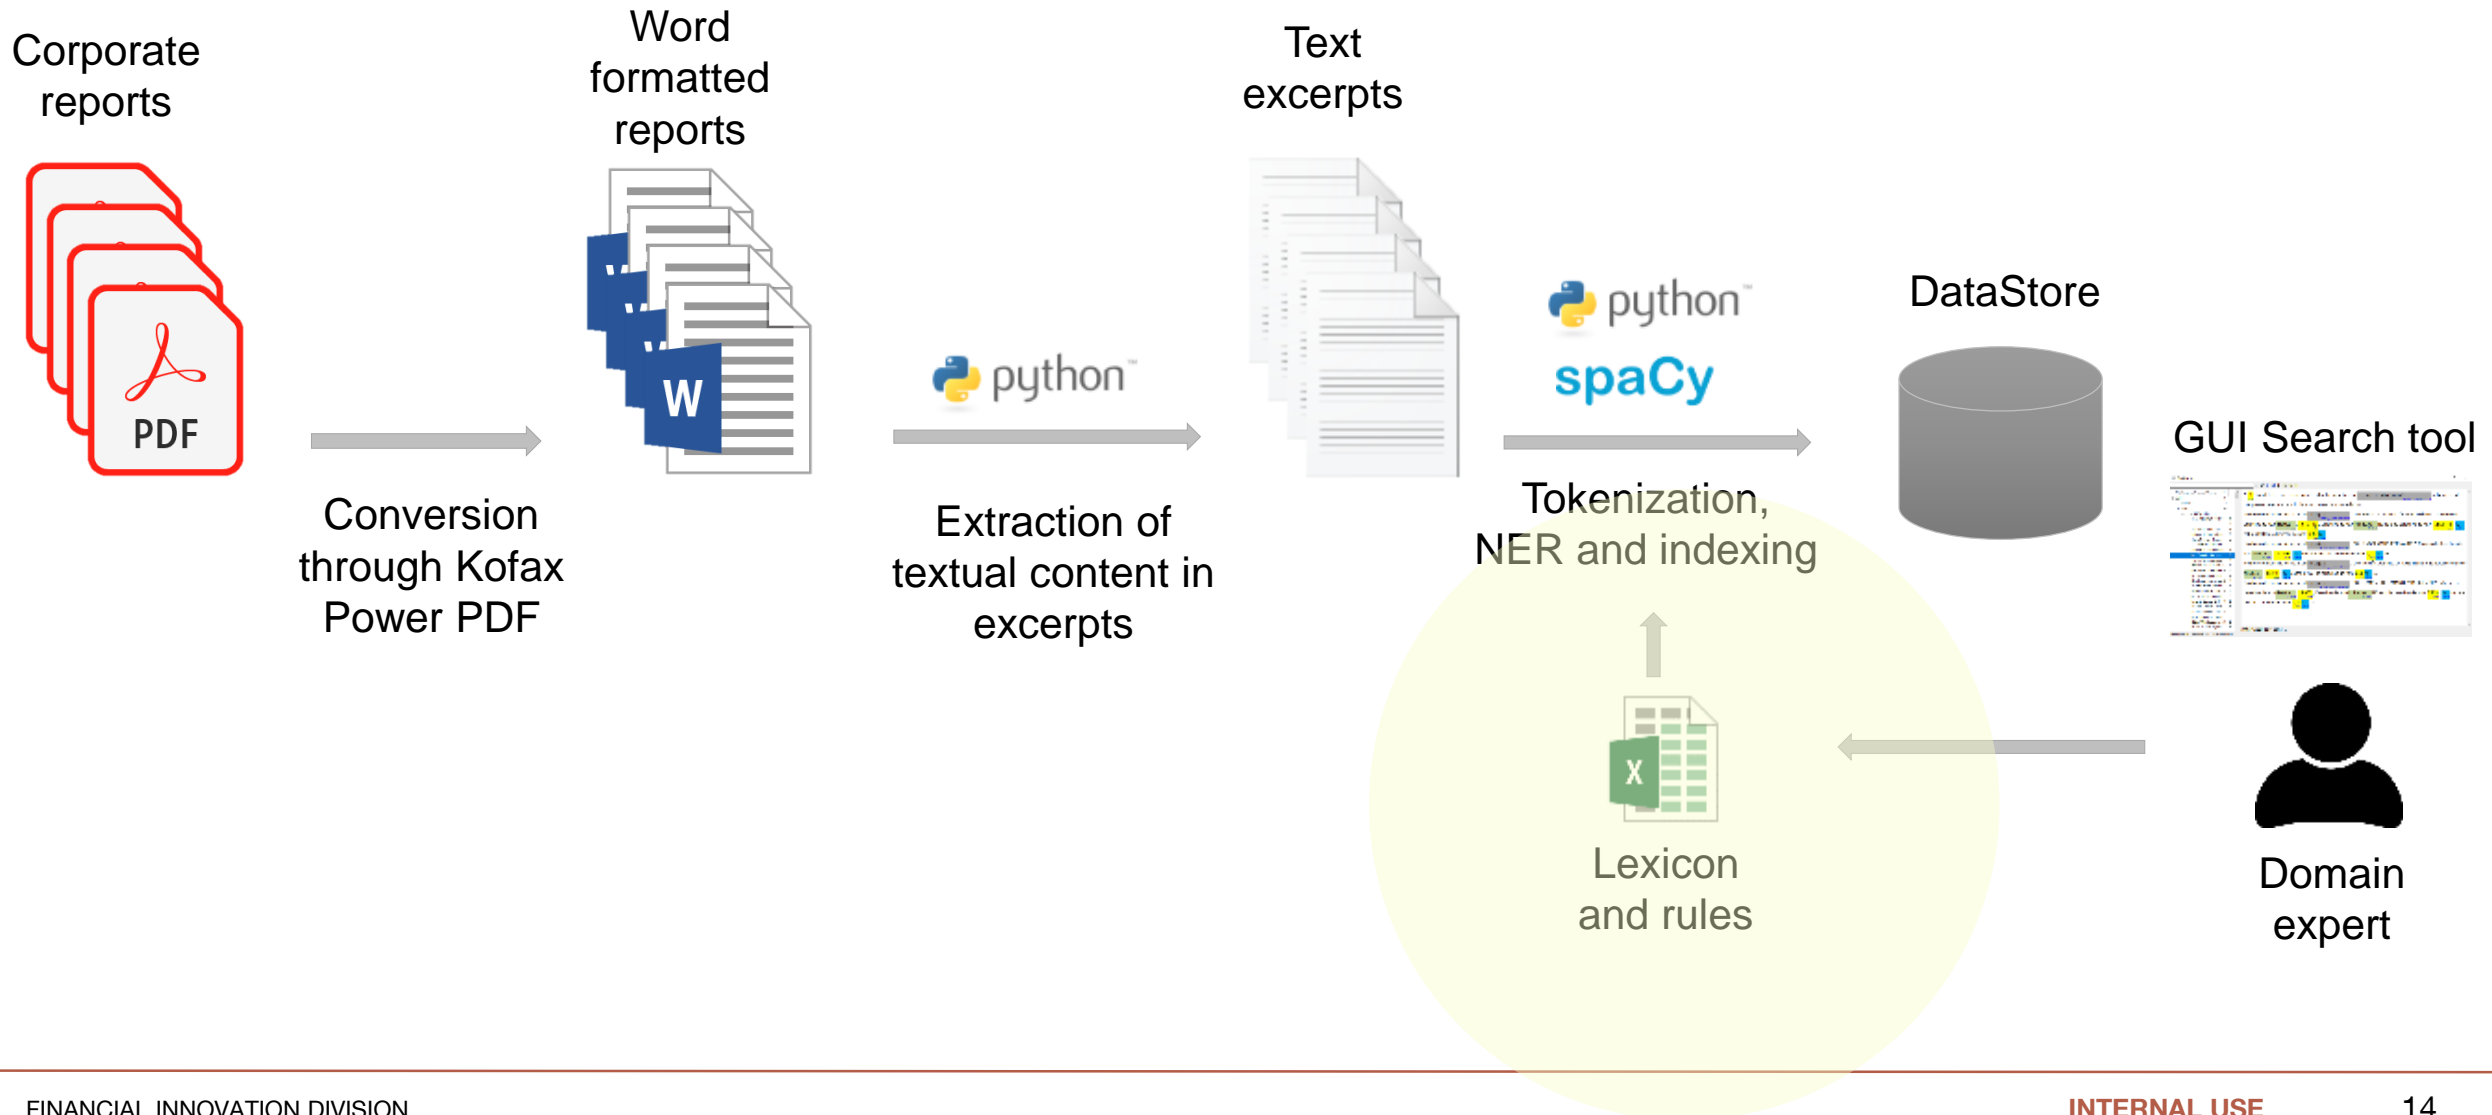 Corporate
reports
Word
formatted
reports
Text
excerpts
PDF
W
python™
python™
spaCy
DataStore
GUI Search tool
Conversion
through Kofax
Power PDF
Extraction of
textual content in
excerpts
Tokenization,
NER and indexing
X
Lexicon
and rules
Domain
expert
FINANCIAL INNOVATION DIVISION
INTERNAL USE
14